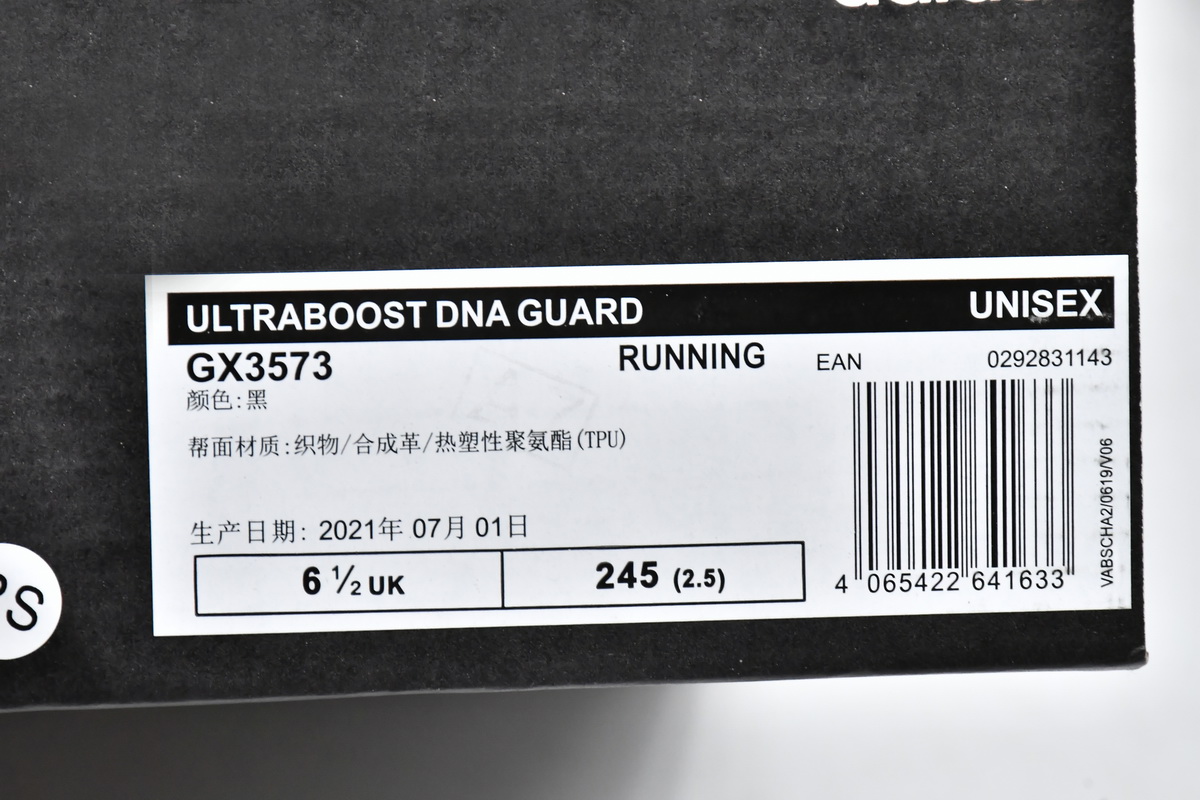 ULTRABOOST DNA GUARD UNISEX
GX3573 RUNNING EAN 0292831143
颜色:黑
帮面材质:织物/合成革/热塑性聚氨酯(TPU)
生产日期: 2021年 07月 01日
6 ½ UK 245 (2.5)
4 065422 641633
VABSCHA2/0619/V06